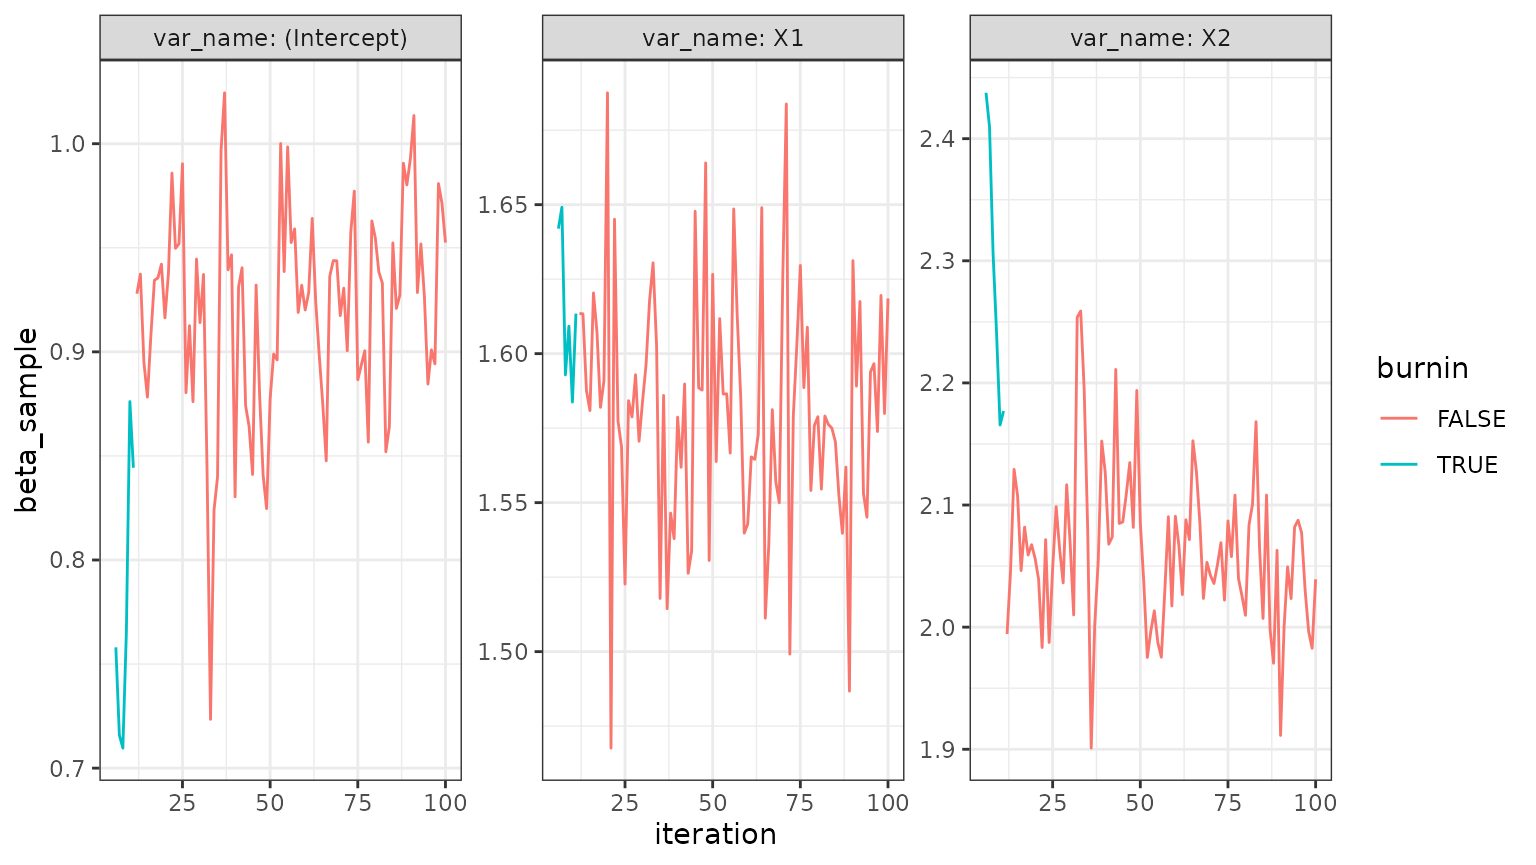 var_name: (Intercept)
var_name: X1
var_name: X2
beta_sample
1.0
0.9
0.8
0.7
1.65
1.60
1.55
1.50
2.4
2.3
2.2
2.1
2.0
1.9
25 50 75 100
25 50 75 100
25 50 75 100
iteration
burnin
FALSE
TRUE